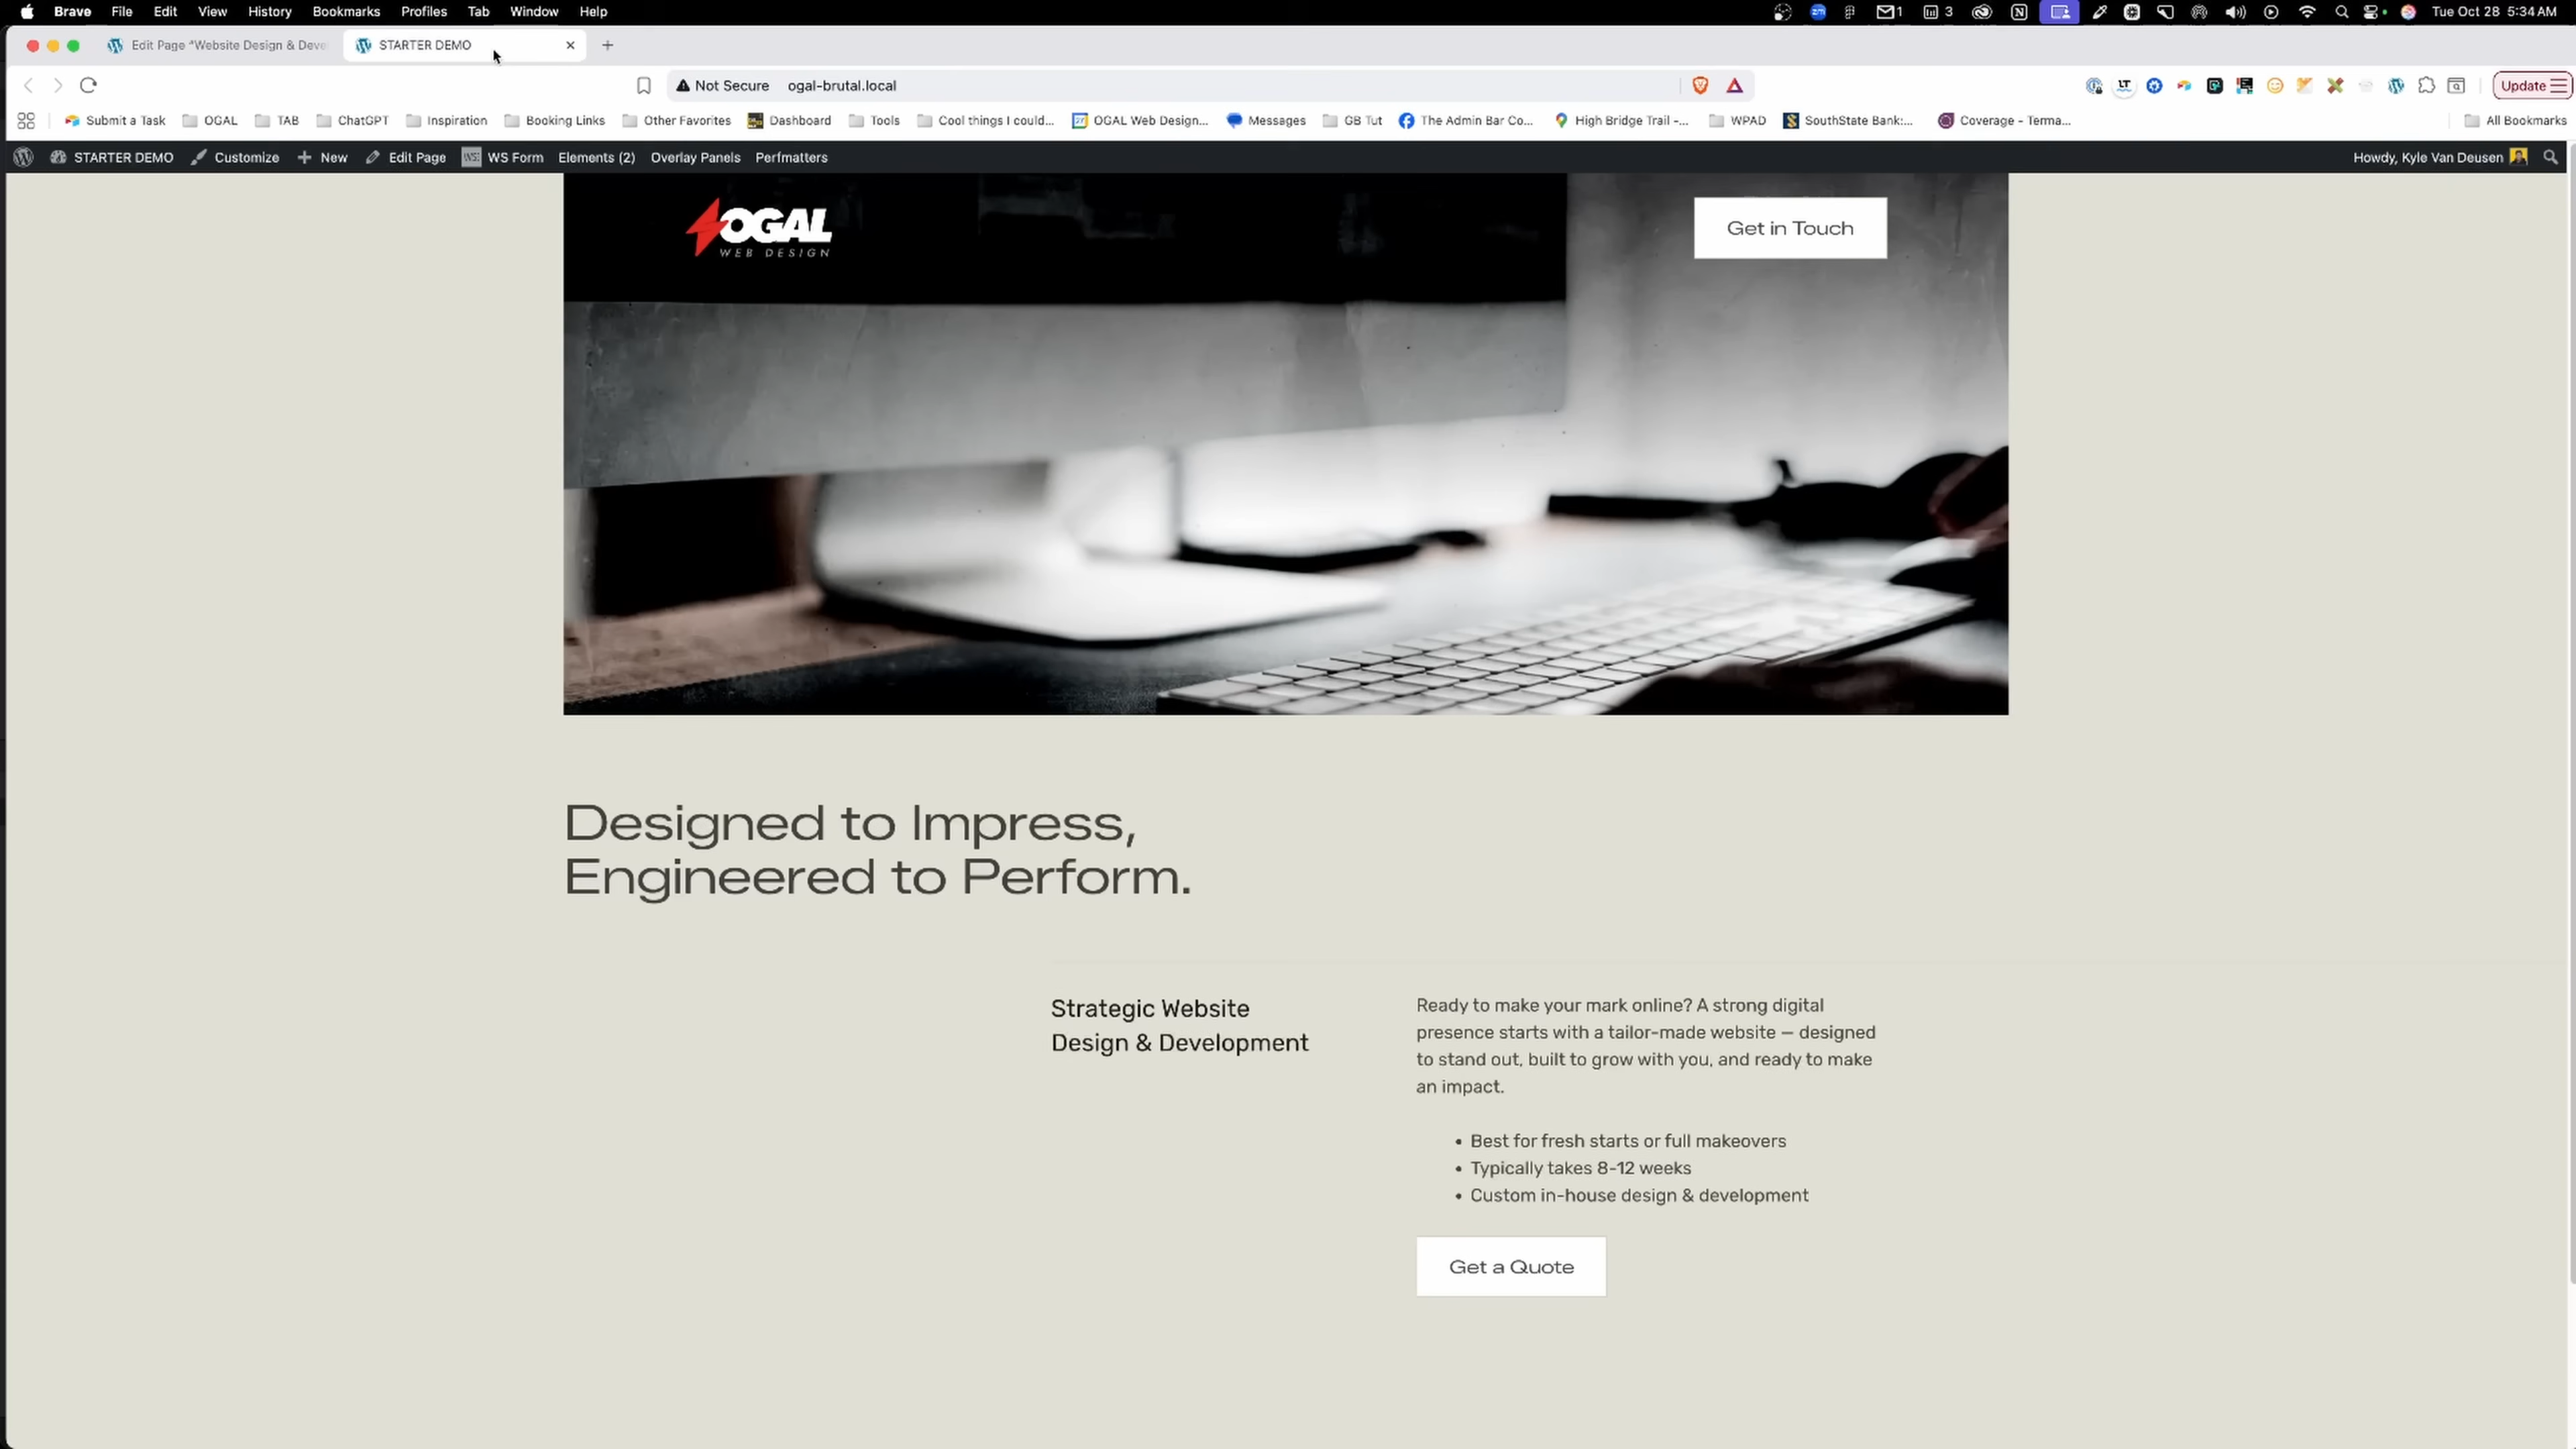 Brave File Edit View History Bookmarks Profiles Tab Window Help
zm 1 3 Tue Oct 28 5:34 AM
Edit Page "Website Design & Deve
STARTER DEMO
Not Secure ogal-brutal.local
LT
Update
Submit a Task OGAL TAB ChatGPT Inspiration Booking Links Other Favorites Dashboard Tools Cool things I could... OGAL Web Design... Messages GB Tut The Admin Bar Co... High Bridge Trail -... WPAD SouthState Bank:... Coverage - Terma... All Bookmarks
STARTER DEMO Customize New Edit Page WS Form Elements (2) Overlay Panels Perfmatters Howdy, Kyle Van Deusen
OGAL
WEB DESIGN
Get in Touch
Designed to Impress,
Engineered to Perform.
Strategic Website
Design & Development
Ready to make your mark online? A strong digital
presence starts with a tailor-made website — designed
to stand out, built to grow with you, and ready to make
an impact.
• Best for fresh starts or full makeovers
• Typically takes 8-12 weeks
• Custom in-house design & development
Get a Quote